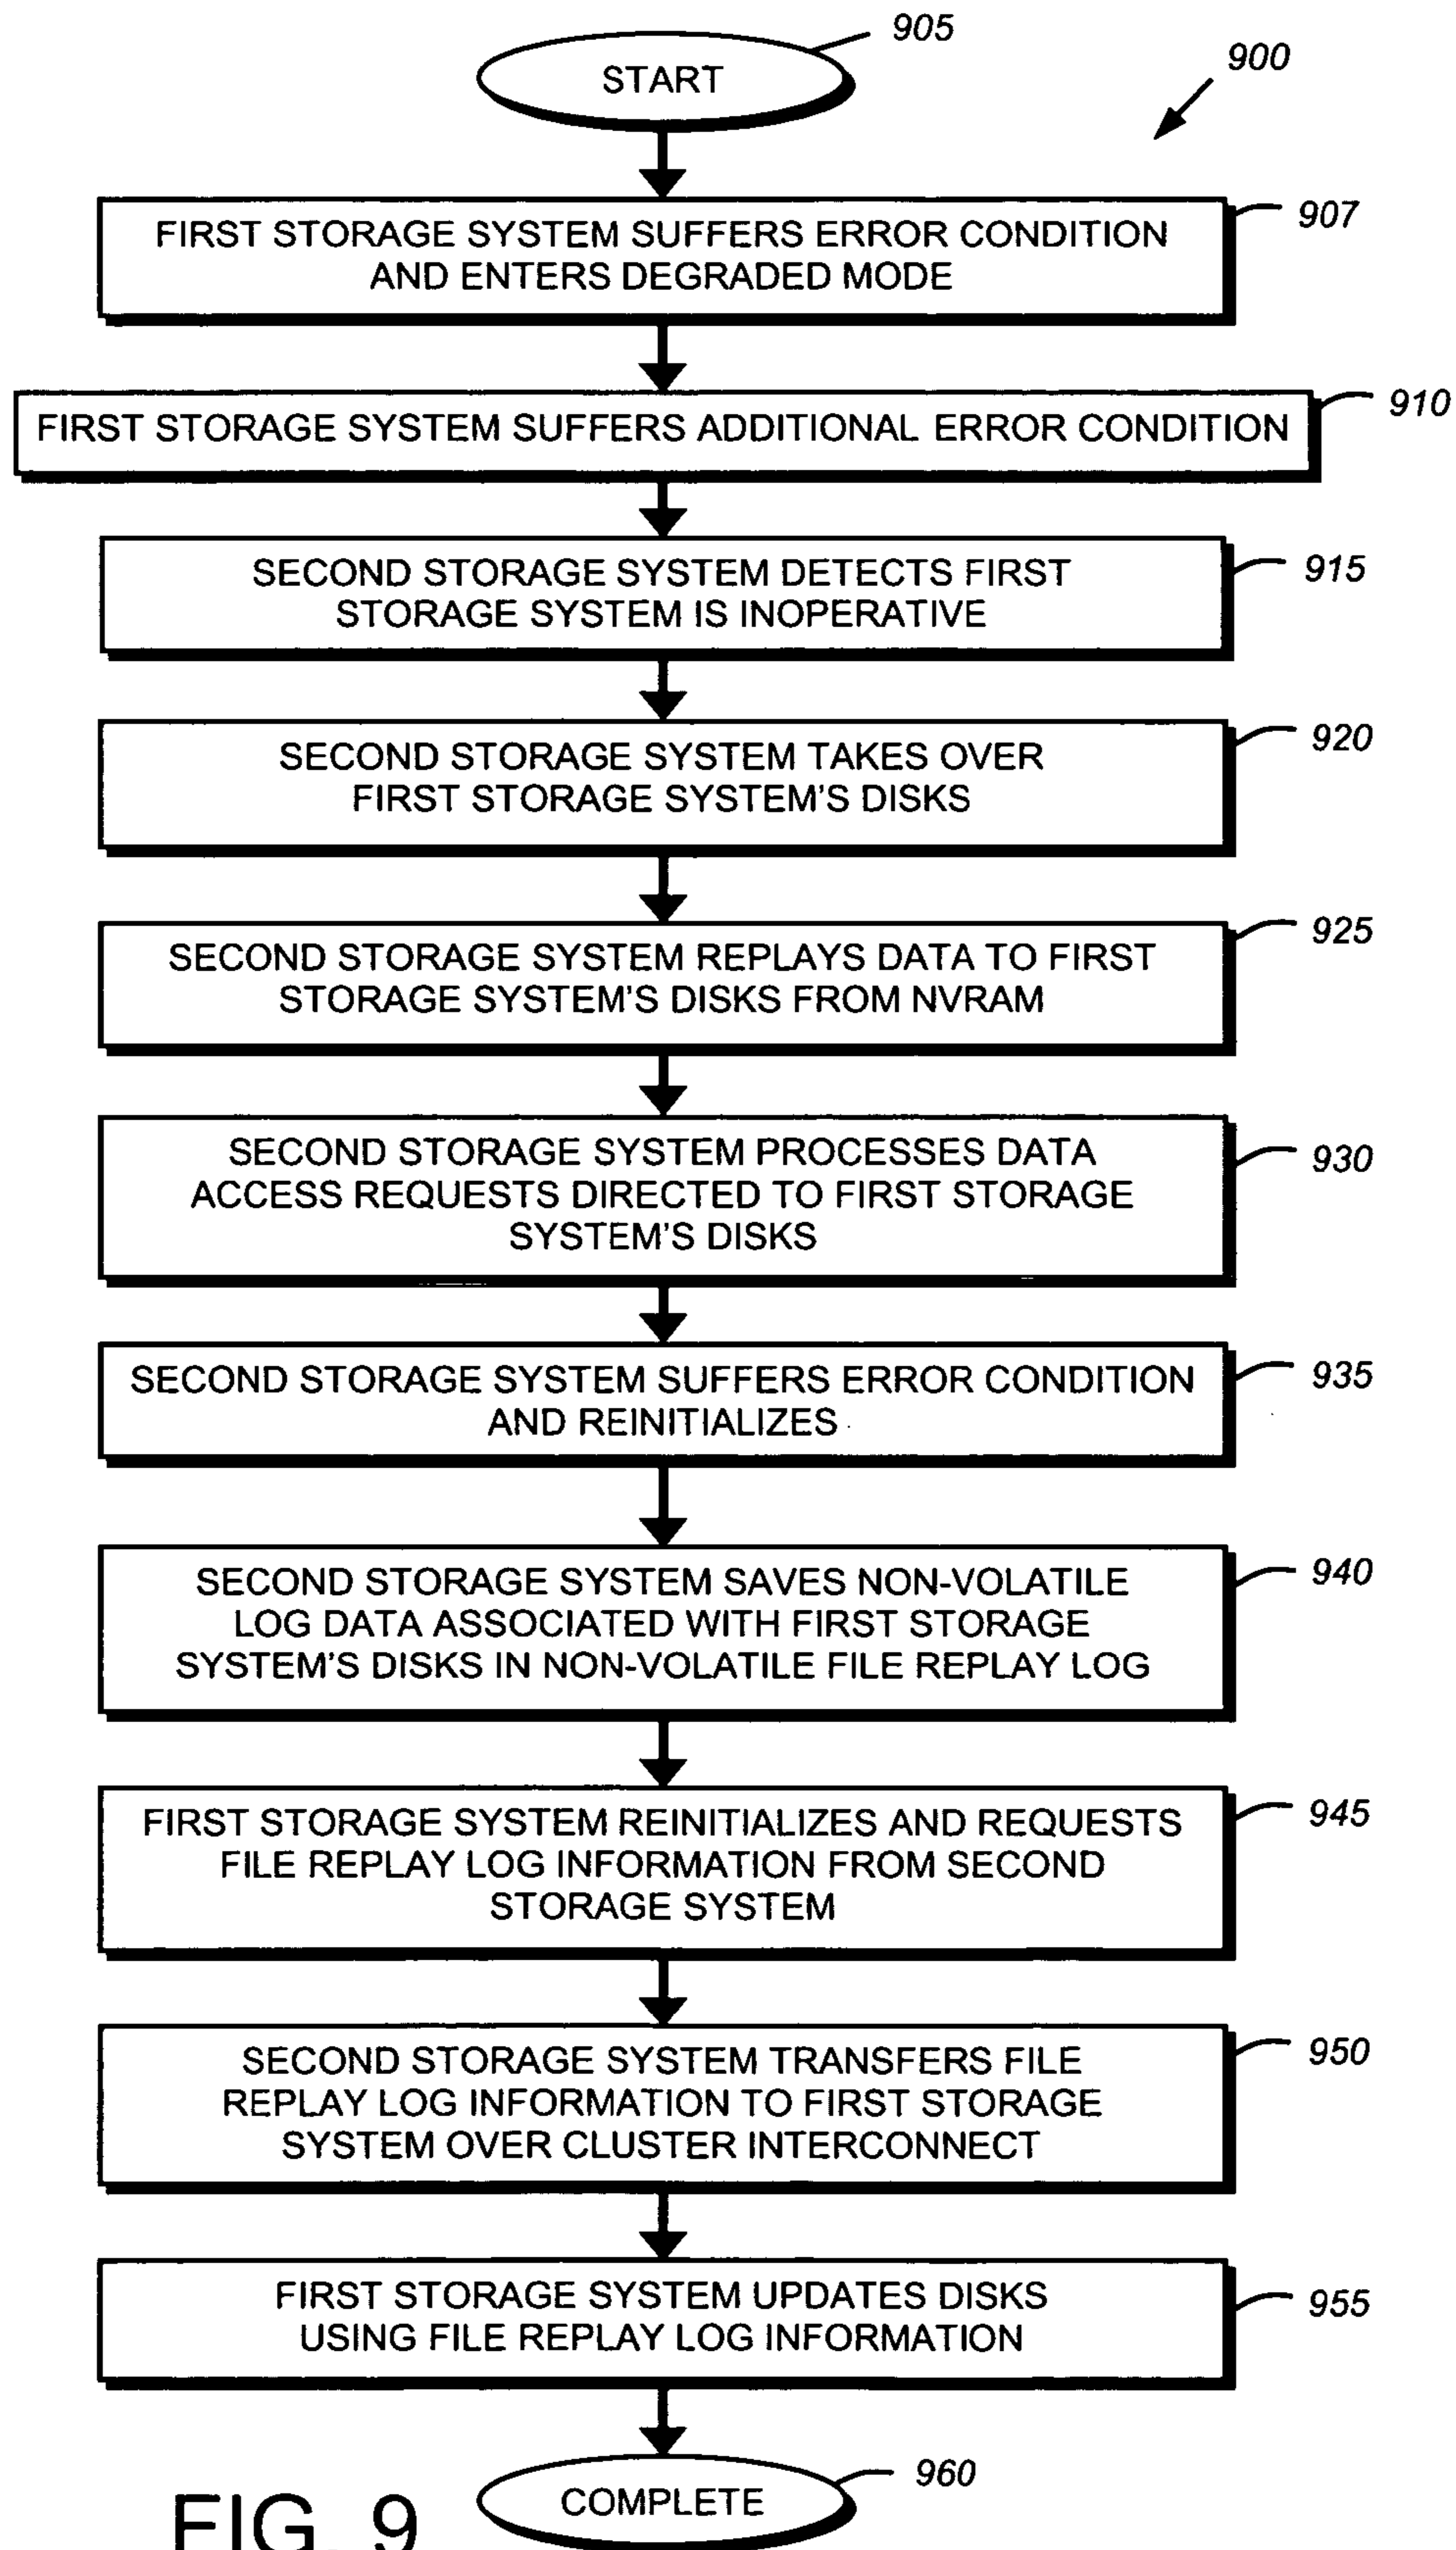 905
START
900
907
FIRST STORAGE SYSTEM SUFFERS ERROR CONDITION
AND ENTERS DEGRADED MODE
910
FIRST STORAGE SYSTEM SUFFERS ADDITIONAL ERROR CONDITION
915
SECOND STORAGE SYSTEM DETECTS FIRST
STORAGE SYSTEM IS INOPERATIVE
920
SECOND STORAGE SYSTEM TAKES OVER
FIRST STORAGE SYSTEM'S DISKS
925
SECOND STORAGE SYSTEM REPLAYS DATA TO FIRST
STORAGE SYSTEM'S DISKS FROM NVRAM
930
SECOND STORAGE SYSTEM PROCESSES DATA
ACCESS REQUESTS DIRECTED TO FIRST STORAGE
SYSTEM'S DISKS
935
SECOND STORAGE SYSTEM SUFFERS ERROR CONDITION
AND REINITIALIZES
940
SECOND STORAGE SYSTEM SAVES NON-VOLATILE
LOG DATA ASSOCIATED WITH FIRST STORAGE
SYSTEM'S DISKS IN NON-VOLATILE FILE REPLAY LOG
945
FIRST STORAGE SYSTEM REINITIALIZES AND REQUESTS
FILE REPLAY LOG INFORMATION FROM SECOND
STORAGE SYSTEM
950
SECOND STORAGE SYSTEM TRANSFERS FILE
REPLAY LOG INFORMATION TO FIRST STORAGE
SYSTEM OVER CLUSTER INTERCONNECT
955
FIRST STORAGE SYSTEM UPDATES DISKS
USING FILE REPLAY LOG INFORMATION
960
COMPLETE
FIG. 9